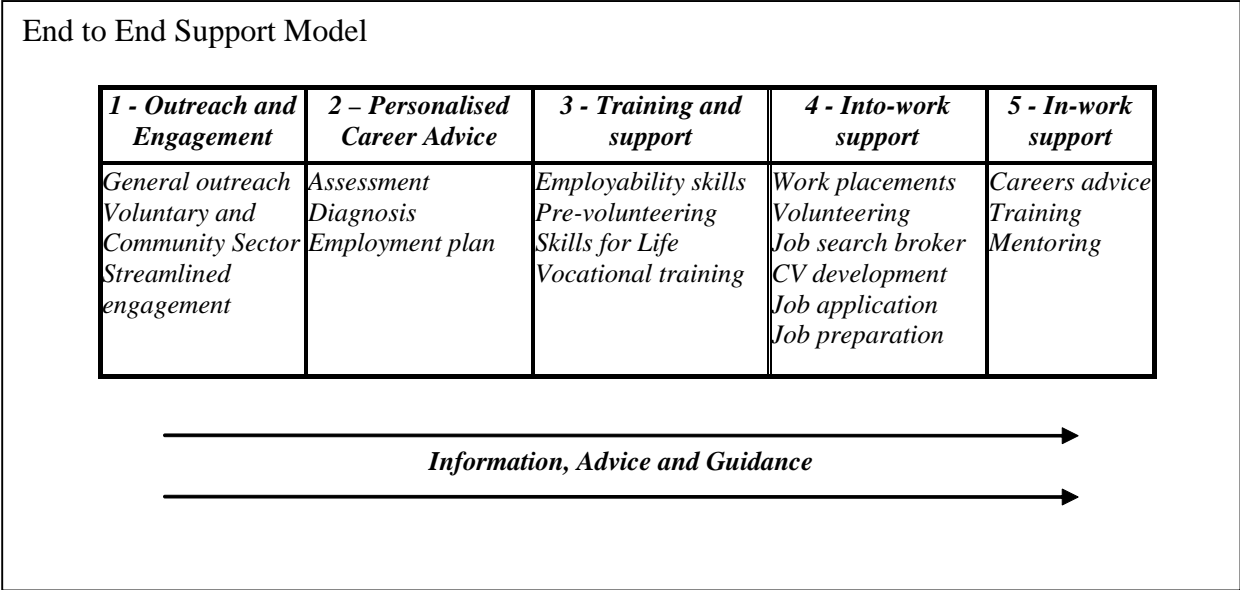 End to End Support Model
1 - Outreach and
Engagement
2 – Personalised
Career Advice
3 - Training and
support
4 - Into-work
support
5 - In-work
support
General outreach
Voluntary and
Community Sector
Streamlined
engagement
Assessment
Diagnosis
Employment plan
Employability skills
Pre-volunteering
Skills for Life
Vocational training
Work placements
Volunteering
Job search broker
CV development
Job application
Job preparation
Careers advice
Training
Mentoring
Information, Advice and Guidance